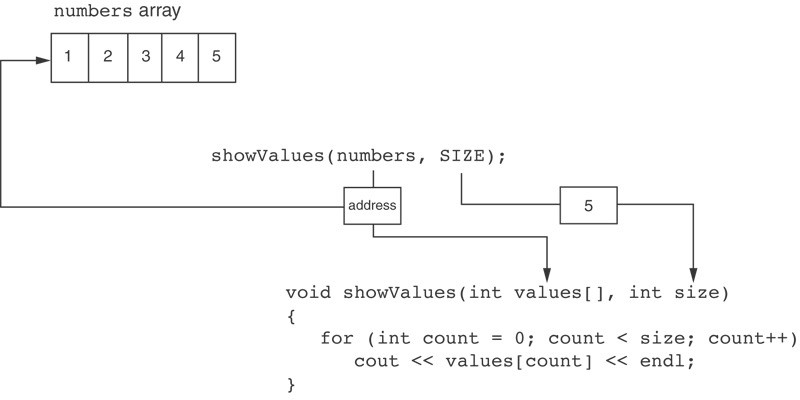 numbers array
1 2 3 4 5
showValues(numbers, SIZE);
address
5
void showValues(int values[], int size)
{
for (int count = 0; count < size; count++)
cout << values[count] << endl;
}